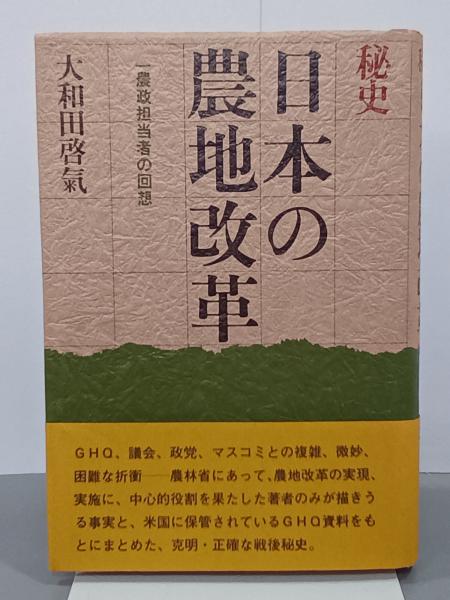 秘史
日本の
農地改革
一農政担当者の回想
大和田啓氣
GHQ、議会、政党、マスコミとの複雑、微妙、
困難な折衝──農林省にあって、農地改革の実現、
実施に、中心的役割を果たした著者のみが描きう
る事実と、米国に保管されているGHQ資料をも
とにまとめた、克明・正確な戦後秘史。